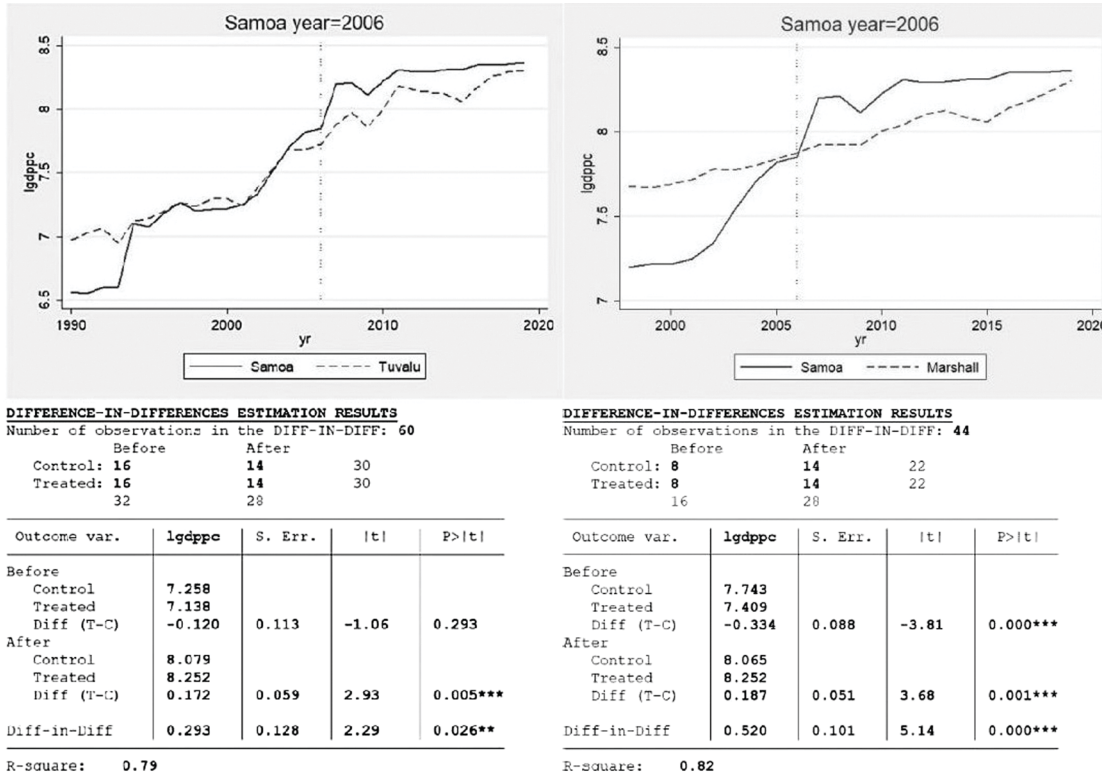 Samoa year=2006
8.5
8
7.5
7
6.5
lgdppc
1990 2000 2010 2020
yr
Samoa Tuvalu
DIFFERENCE-IN-DIFFERENCES ESTIMATION RESULTS
Number of observations in the DIFF-IN-DIFF: 60
Before After
Control: 16 14 30
Treated: 16 14 30
32 28
Outcome var. lgdppc S. Err. |t| P>|t|
Before
Control 7.258
Treated 7.138
Diff (T-C) -0.120 0.113 -1.06 0.293
After
Control 8.079
Treated 8.252
Diff (T-C) 0.172 0.059 2.93 0.005***
Diff-in-Diff 0.293 0.128 2.29 0.026**
R-square: 0.79
Samoa year=2006
8.5
8
7.5
7
lgdppc
2000 2005 2010 2015 2020
yr
Samoa Marshall
DIFFERENCE-IN-DIFFERENCES ESTIMATION RESULTS
Number of observations in the DIFF-IN-DIFF: 44
Before After
Control: 8 14 22
Treated: 8 14 22
16 28
Outcome var. lgdppc S. Err. |t| P>|t|
Before
Control 7.743
Treated 7.409
Diff (T-C) -0.334 0.088 -3.81 0.000***
After
Control 8.065
Treated 8.252
Diff (T-C) 0.187 0.051 3.68 0.001***
Diff-in-Diff 0.520 0.101 5.14 0.000***
R-square: 0.82